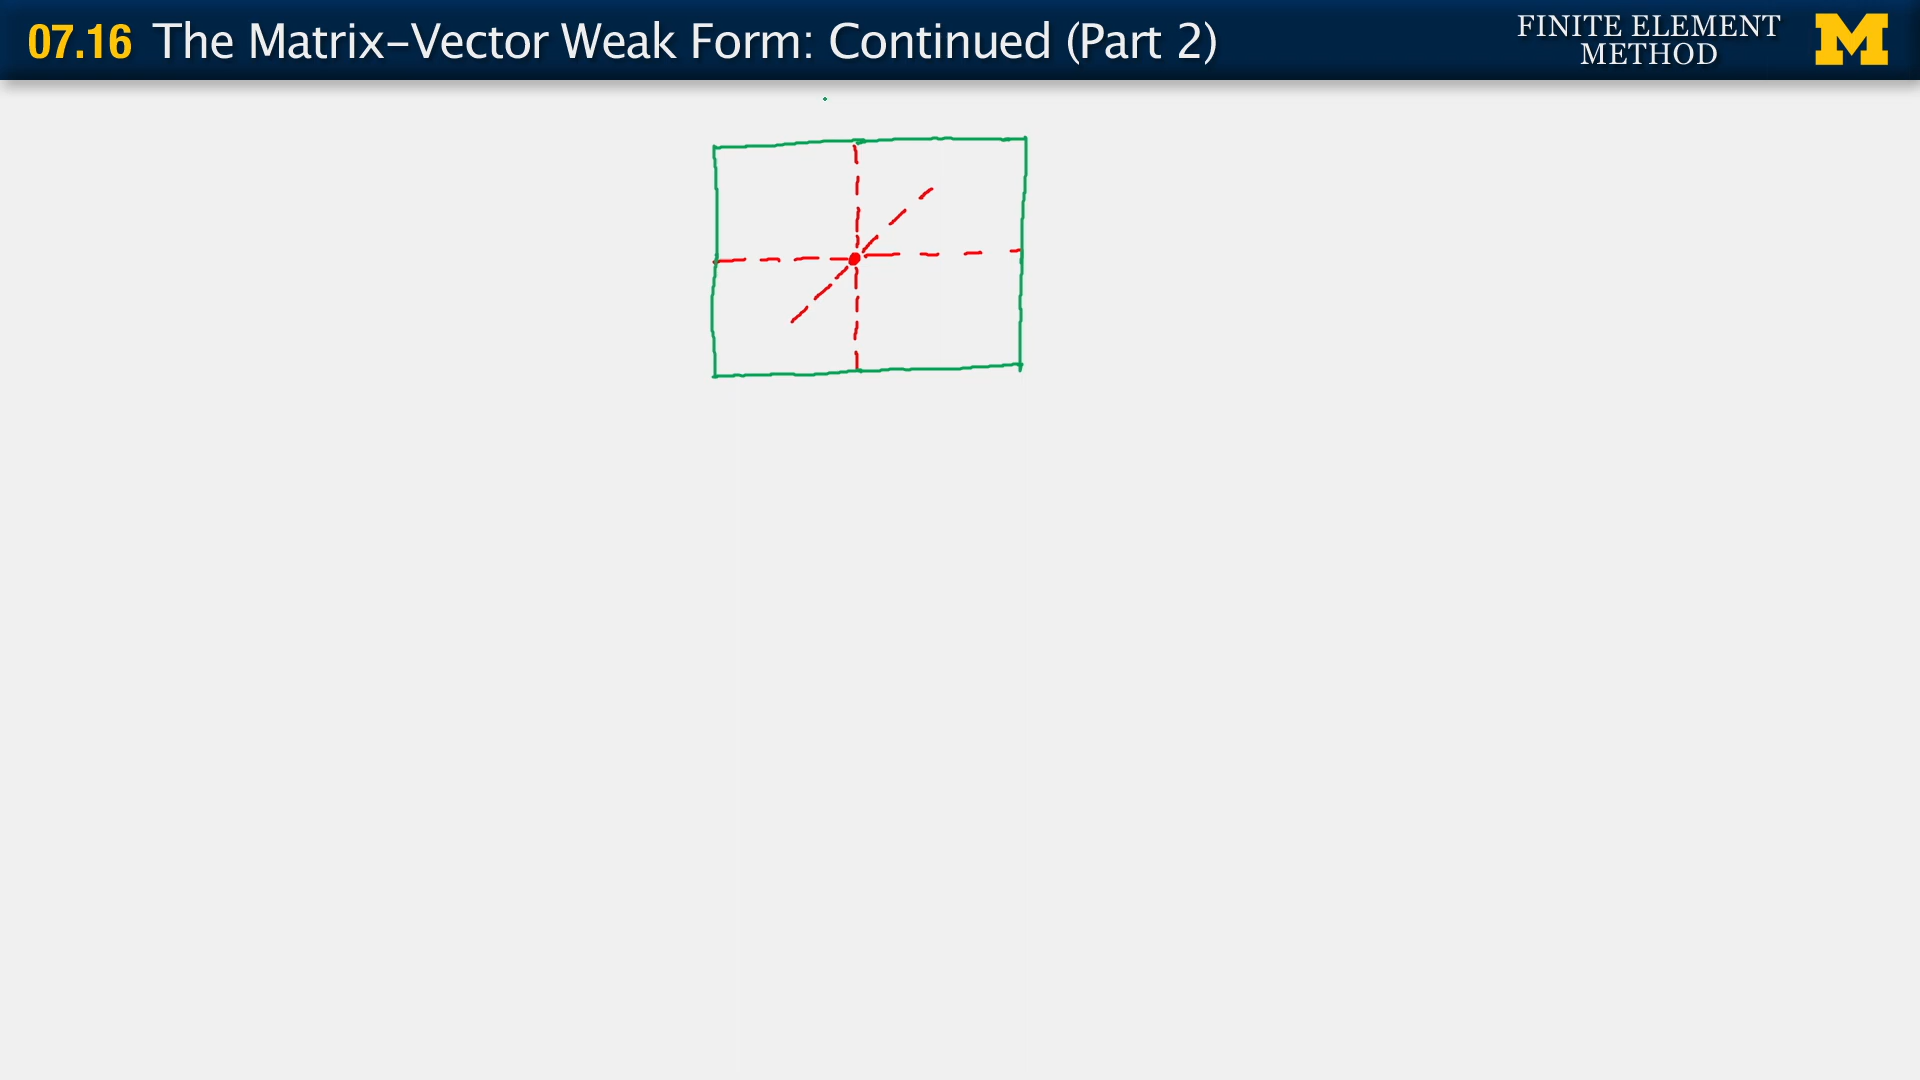 07.16 The Matrix–Vector Weak Form: Continued (Part 2)
FINITE ELEMENT
METHOD
M